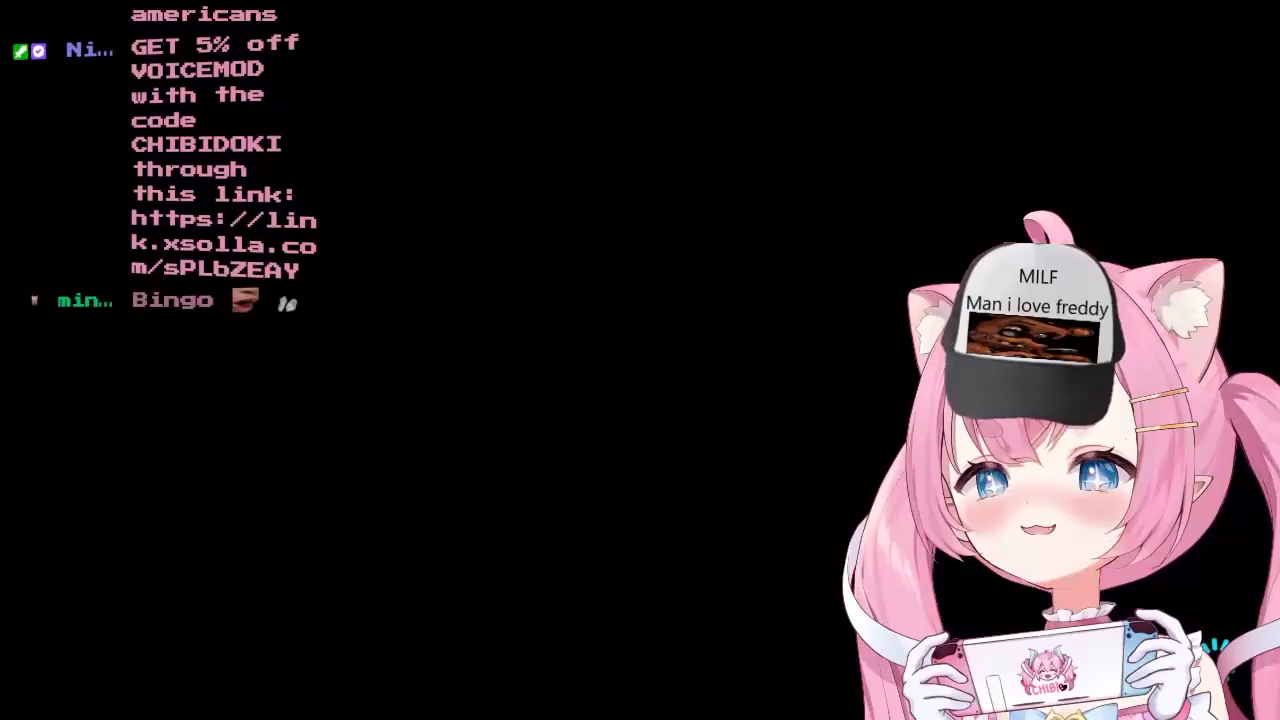 americans
Ni... GET 5% off
VOICEMOD
with the
code
CHIBIDOKI
through
this link:
https://lin
k.xsolla.co
m/sPLbZEAY
min... Bingo
MILF
Man i love freddy
CHIBI